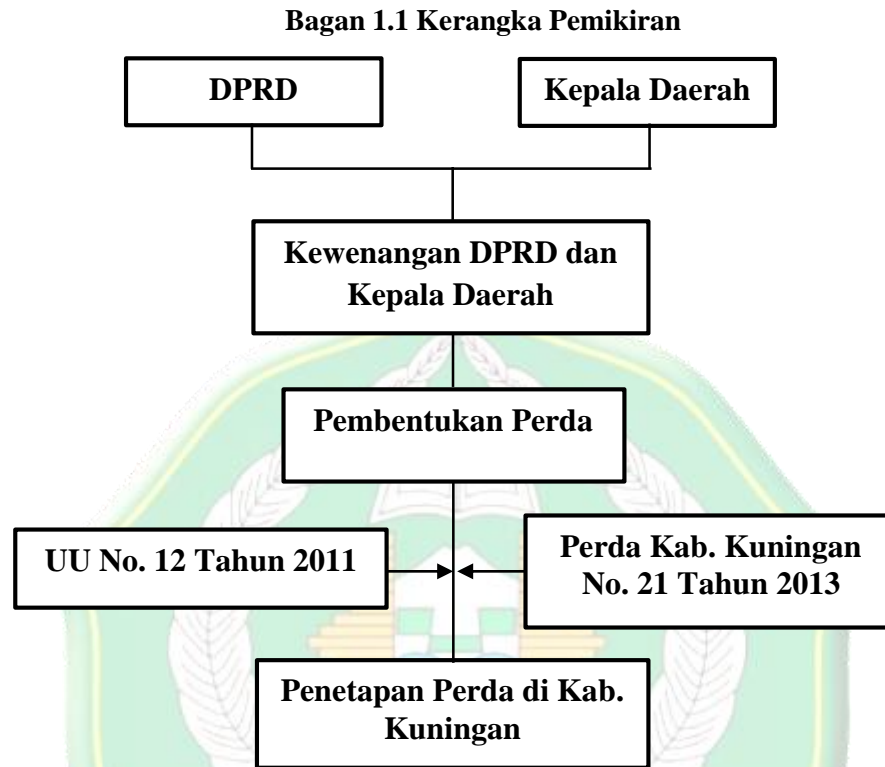 Bagan 1.1 Kerangka Pemikiran
DPRD
Kepala Daerah
Kewenangan DPRD dan
Kepala Daerah
Pembentukan Perda
UU No. 12 Tahun 2011
Perda Kab. Kuningan
No. 21 Tahun 2013
Penetapan Perda di Kab.
Kuningan